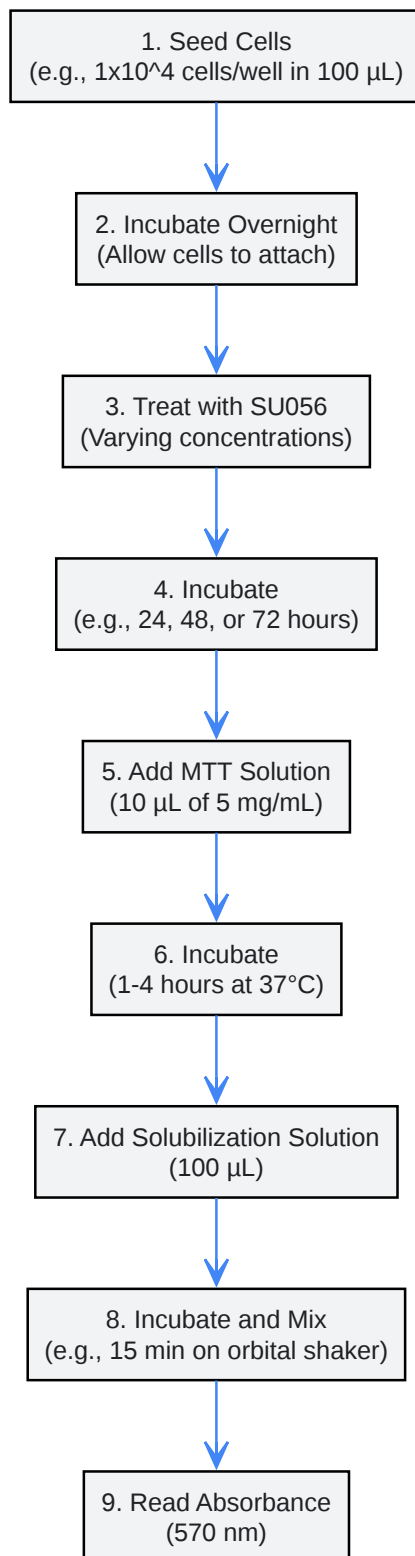 1. Seed Cells
(e.g., 1x10^4 cells/well in 100 µL)
2. Incubate Overnight
(Allow cells to attach)
3. Treat with SU056
(Varying concentrations)
4. Incubate
(e.g., 24, 48, or 72 hours)
5. Add MTT Solution
(10 µL of 5 mg/mL)
6. Incubate
(1-4 hours at 37°C)
7. Add Solubilization Solution
(100 µL)
8. Incubate and Mix
(e.g., 15 min on orbital shaker)
9. Read Absorbance
(570 nm)